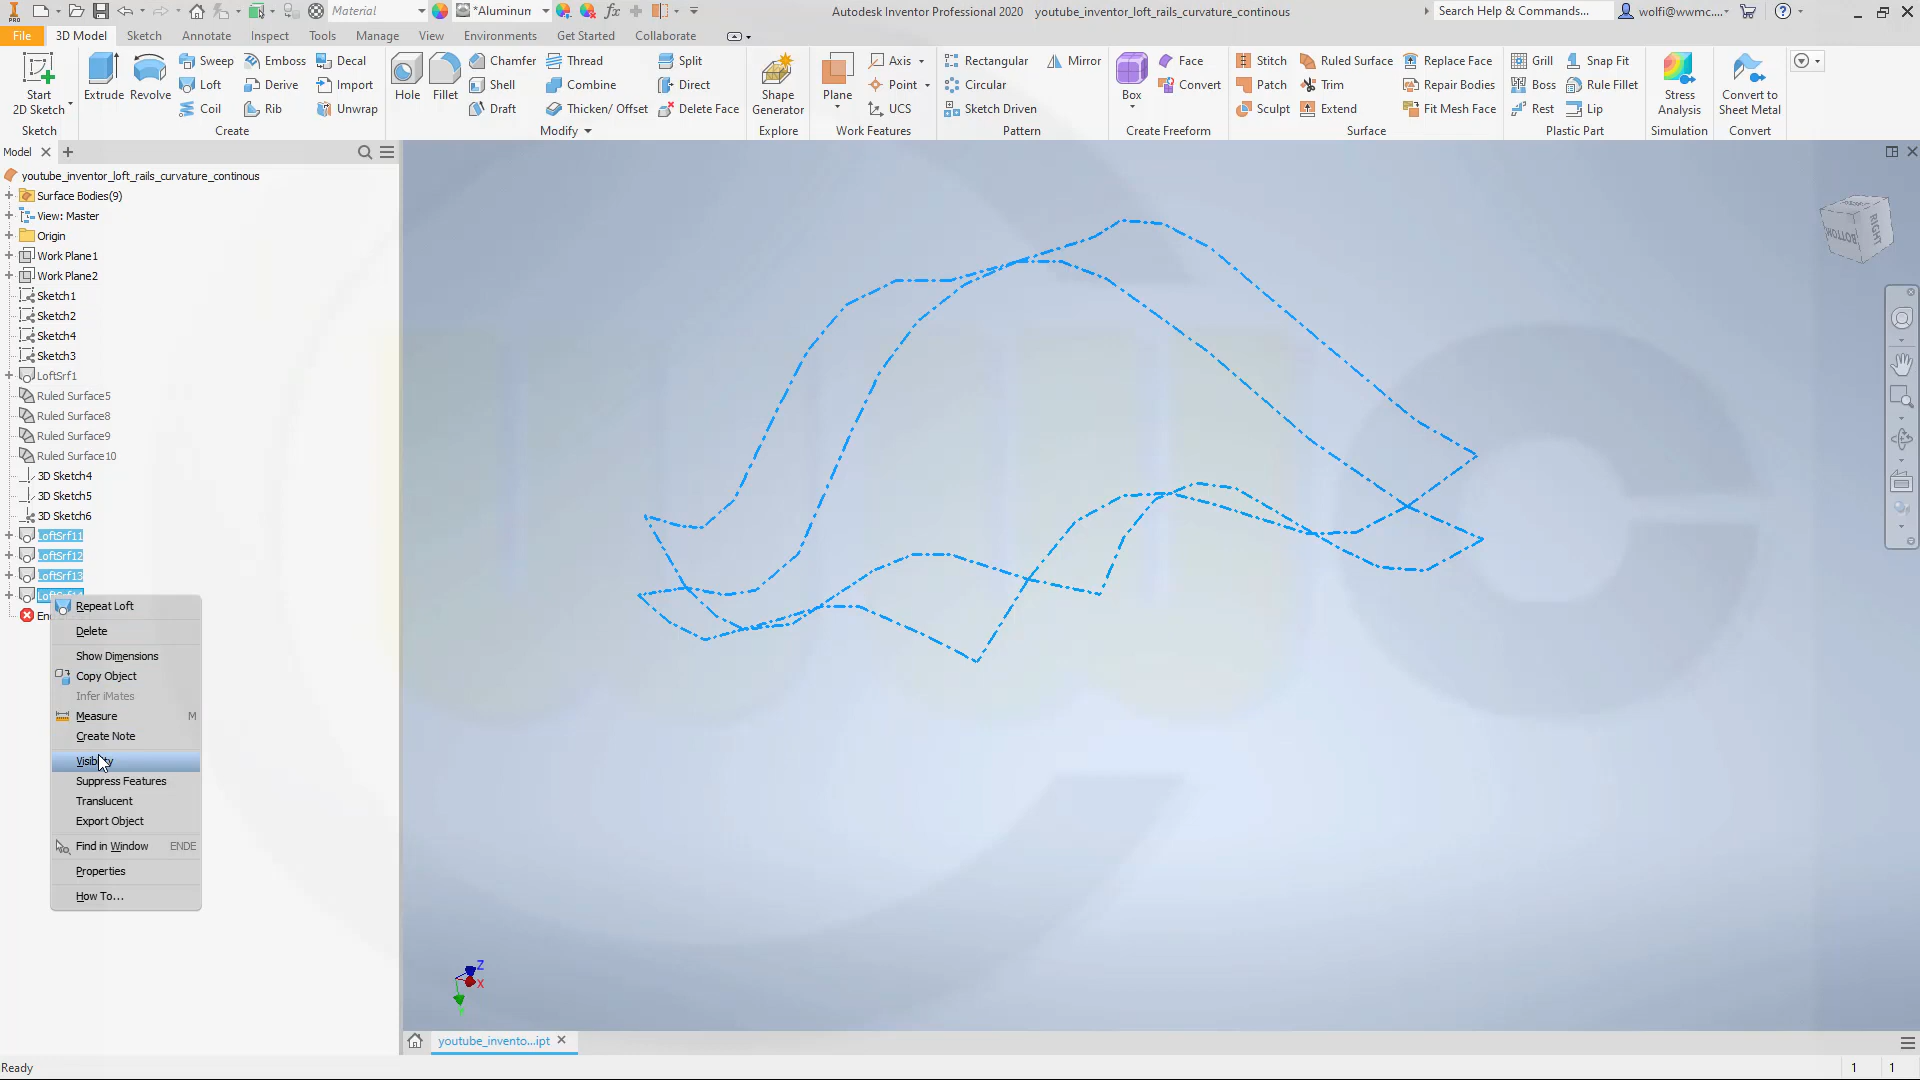 Material
*Aluminum
Autodesk Inventor Professional 2020 youtube_inventor_loft_rails_curvature_continous
Search Help & Commands...
wolfi@wwmc....
File
3D Model
Sketch
Annotate
Inspect
Tools
Manage
View
Environments
Get Started
Collaborate
Start
2D Sketch
Sketch
Extrude
Revolve
Sweep
Loft
Coil
Emboss
Derive
Rib
Decal
Import
Unwrap
Create
Hole
Fillet
Chamfer
Shell
Draft
Thread
Combine
Thicken/ Offset
Split
Direct
Delete Face
Modify
Shape
Generator
Explore
Plane
Axis
Point
UCS
Work Features
Rectangular
Circular
Sketch Driven
Mirror
Pattern
Box
Face
Convert
Create Freeform
Stitch
Patch
Sculpt
Ruled Surface
Trim
Extend
Replace Face
Repair Bodies
Fit Mesh Face
Surface
Grill
Boss
Rest
Snap Fit
Rule Fillet
Lip
Plastic Part
Stress
Analysis
Simulation
Convert to
Sheet Metal
Convert
Model
youtube_inventor_loft_rails_curvature_continous
Surface Bodies(9)
View: Master
Origin
Work Plane1
Work Plane2
Sketch1
Sketch2
Sketch4
Sketch3
LoftSrf1
Ruled Surface5
Ruled Surface8
Ruled Surface9
Ruled Surface10
3D Sketch4
3D Sketch5
3D Sketch6
LoftSrf11
LoftSrf12
LoftSrf13
Repeat Loft
Delete
Show Dimensions
Copy Object
Infer iMates
Measure M
Create Note
Visibility
Suppress Features
Translucent
Export Object
Find in Window ENDE
Properties
How To...
BOTTOM
RIGHT
Z
X
youtube_invento...ipt
Ready
1 1